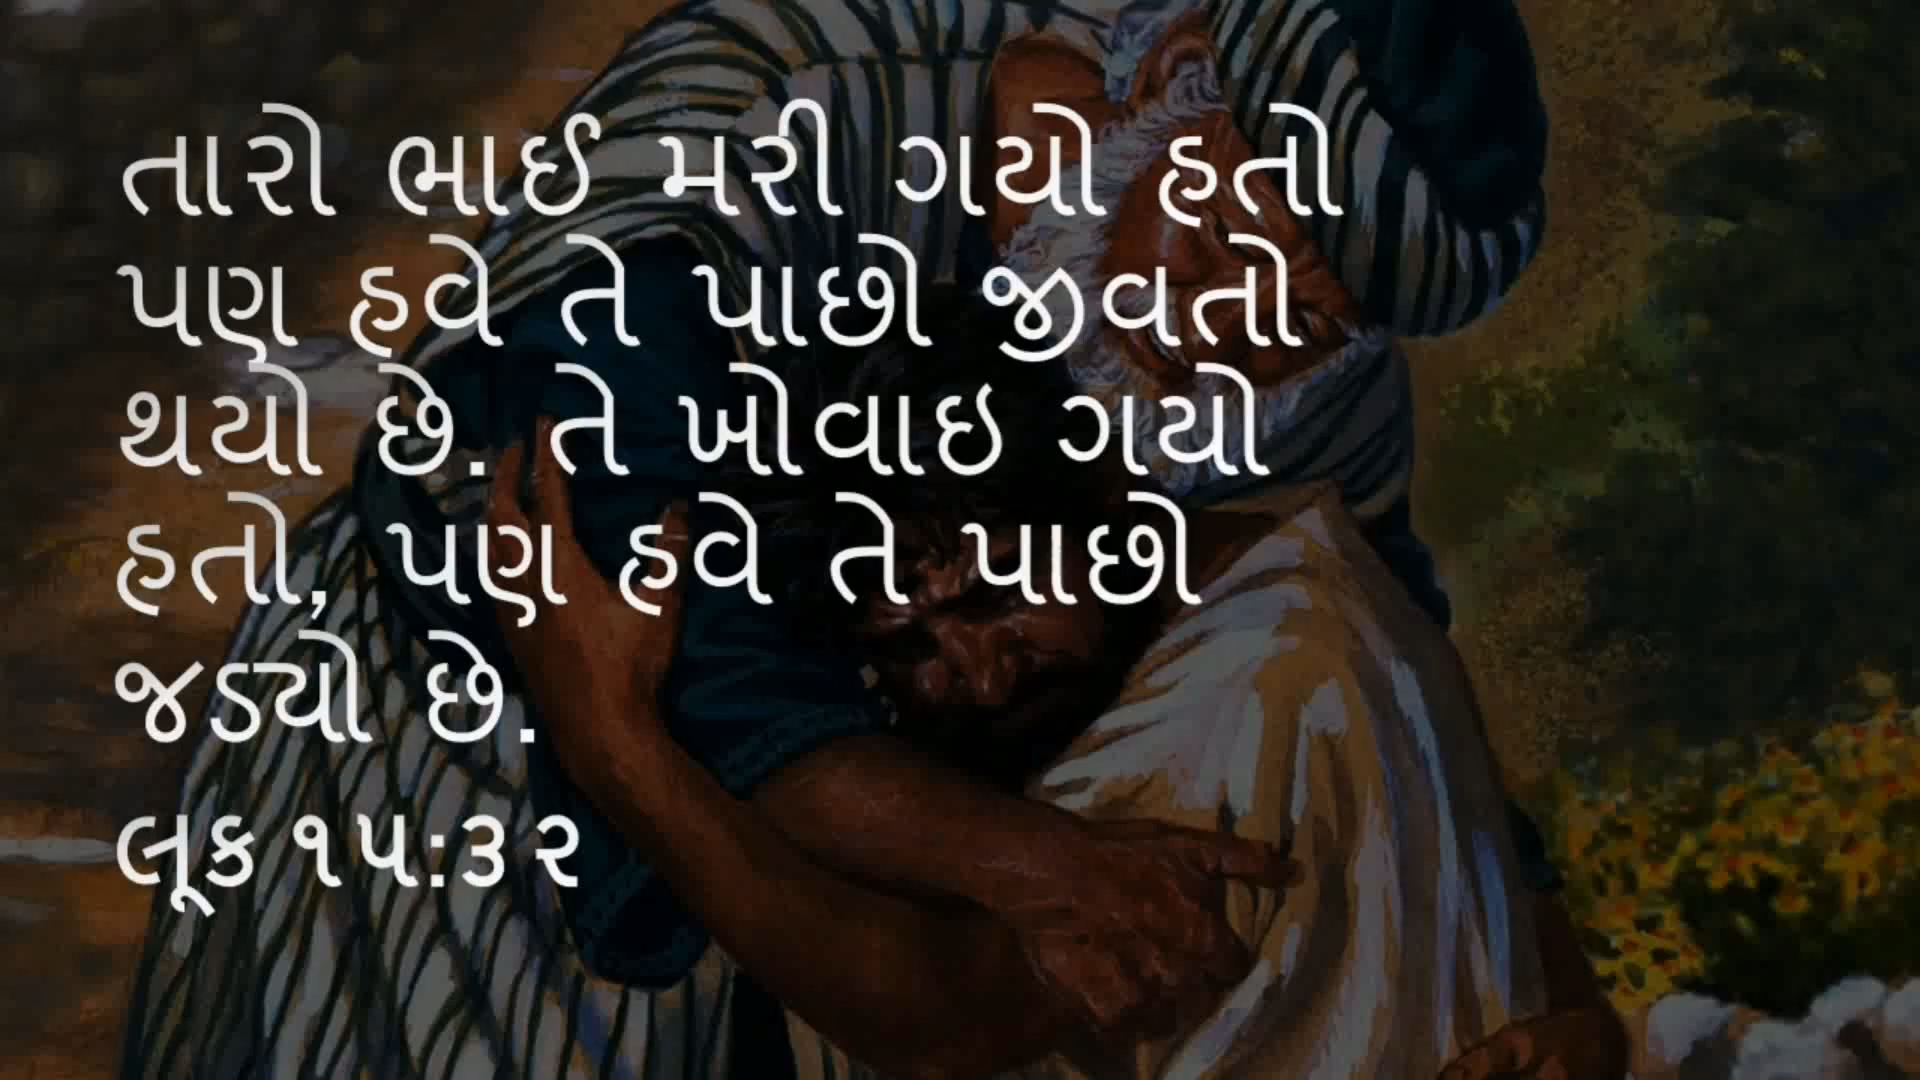 તારો ભાઈ મરી ગયો હતો
પણ હવે તે પાછો જીવતો
થયો છે. તે ખોવાઇ ગયો
હતો, પણ હવે તે પાછો
જડ્યો છે.
લૂક ૧૫:૩૨